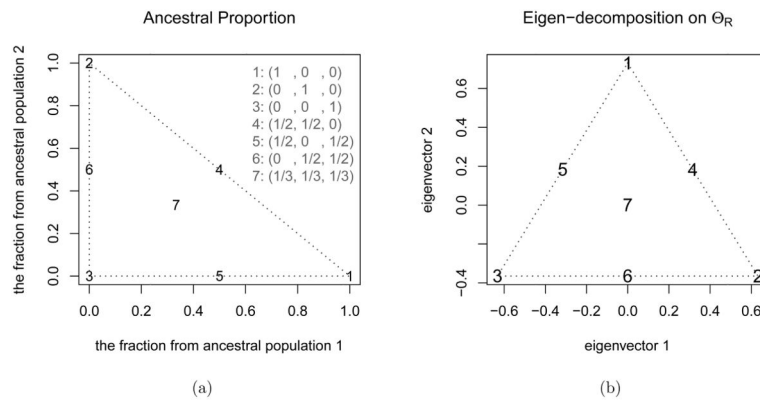 Ancestral Proportion
the fraction from ancestral population 2
0.0 0.2 0.4 0.6 0.8 1.0
2
1: (1 , 0 , 0)
2: (0 , 1 , 0)
3: (0 , 0 , 1)
4: (1/2, 1/2, 0)
5: (1/2, 0 , 1/2)
6: (0 , 1/2, 1/2)
7: (1/3, 1/3, 1/3)
6 4
7
3 5 1
0.0 0.2 0.4 0.6 0.8 1.0
the fraction from ancestral population 1
(a)
Eigen−decomposition on Θ_R
eigenvector 2
−0.4 0.0 0.2 0.4 0.6
1
5 4
7
3 6 2
−0.6 −0.4 −0.2 0.0 0.2 0.4 0.6
eigenvector 1
(b)